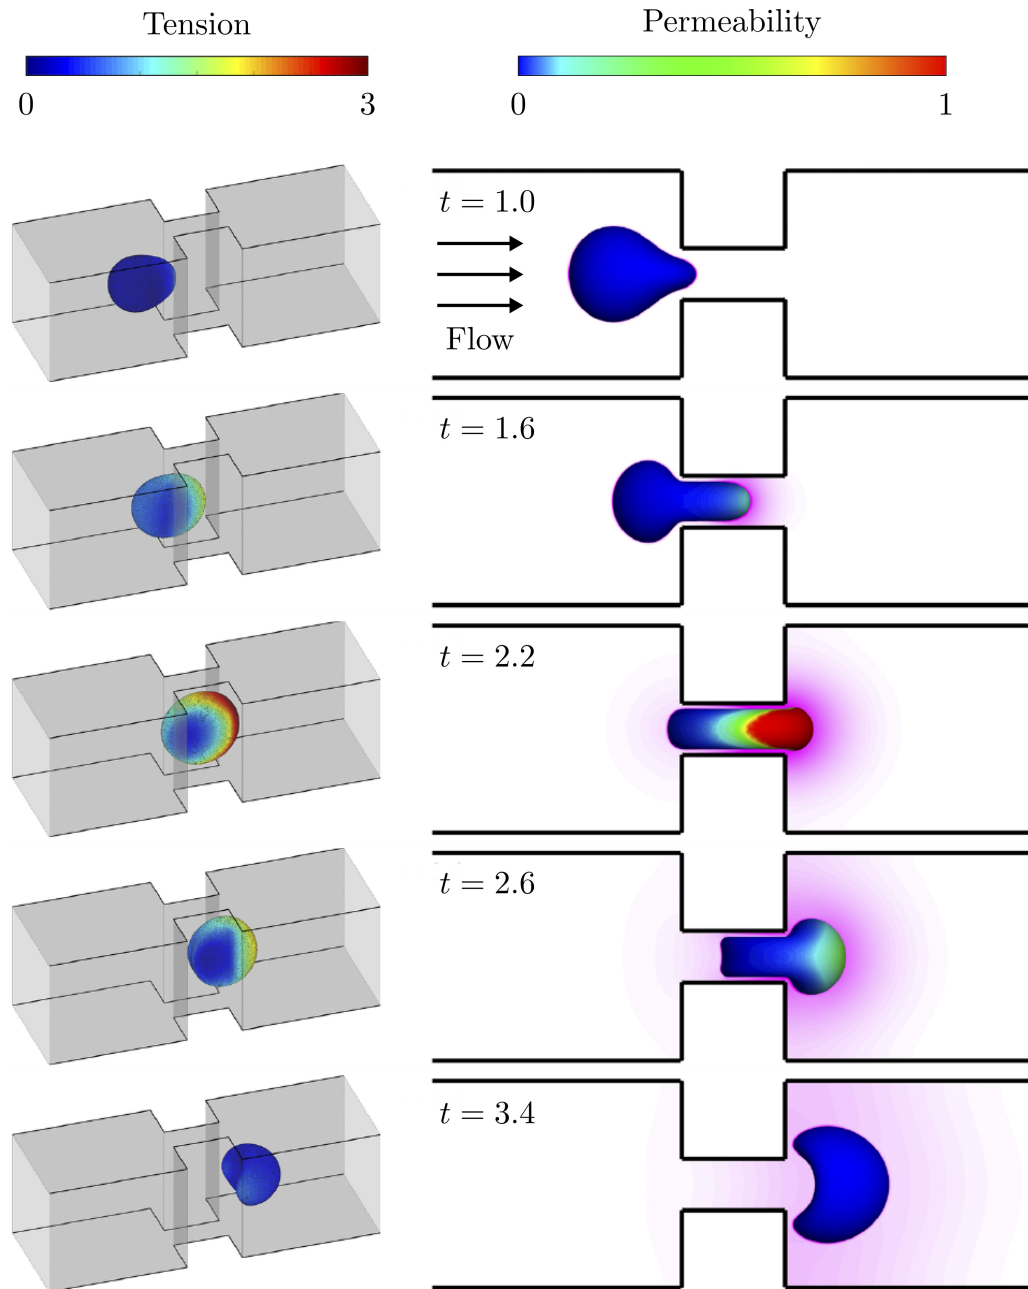 Tension
0 3
Permeability
0 1
t = 1.0
Flow
t = 1.6
t = 2.2
t = 2.6
t = 3.4